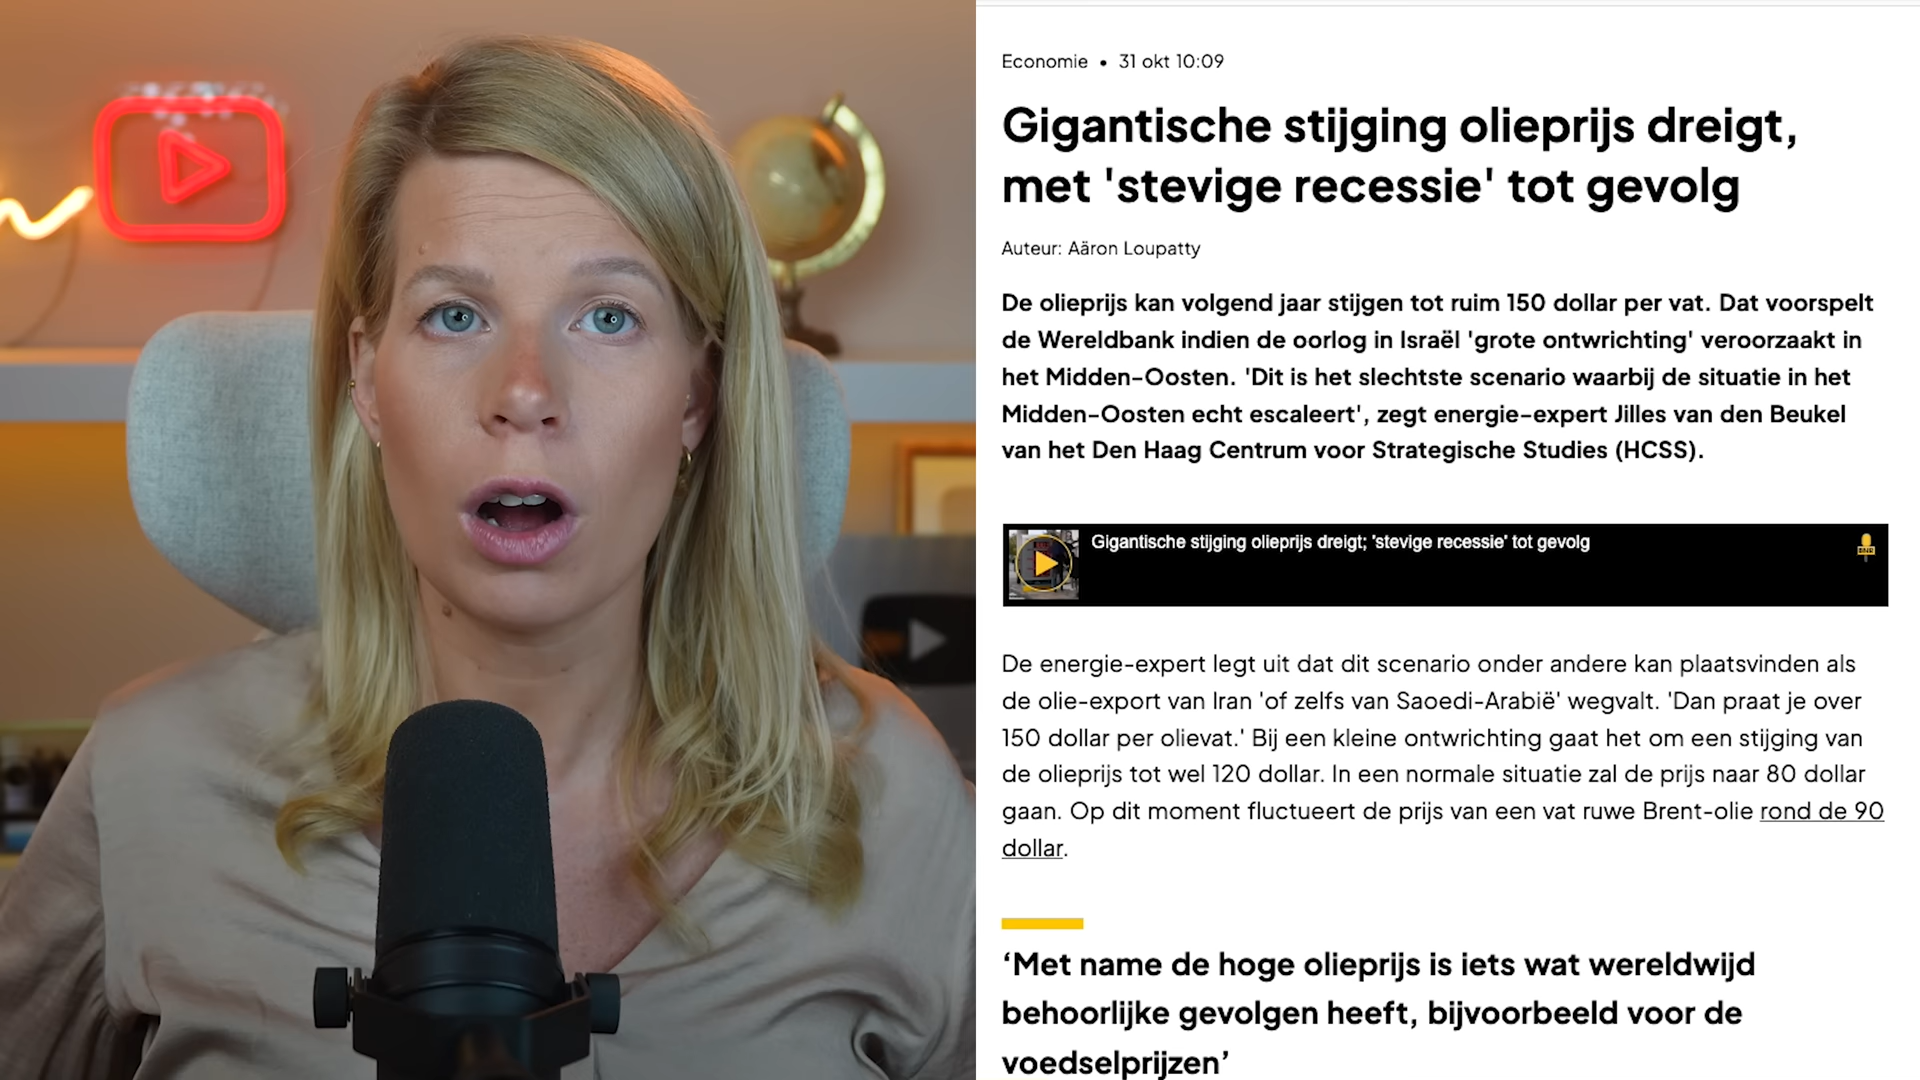 Economie • 31 okt 10:09
Gigantische stijging olieprijs dreigt,
met 'stevige recessie' tot gevolg
Auteur: Aäron Loupatty
De olieprijs kan volgend jaar stijgen tot ruim 150 dollar per vat. Dat voorspelt
de Wereldbank indien de oorlog in Israël 'grote ontwrichting' veroorzaakt in
het Midden-Oosten. 'Dit is het slechtste scenario waarbij de situatie in het
Midden-Oosten echt escaleert', zegt energie-expert Jilles van den Beukel
van het Den Haag Centrum voor Strategische Studies (HCSS).
Gigantische stijging olieprijs dreigt; 'stevige recessie' tot gevolg
BNR
De energie-expert legt uit dat dit scenario onder andere kan plaatsvinden als
de olie-export van Iran 'of zelfs van Saoedi-Arabië' wegvalt. 'Dan praat je over
150 dollar per olievat.' Bij een kleine ontwrichting gaat het om een stijging van
de olieprijs tot wel 120 dollar. In een normale situatie zal de prijs naar 80 dollar
gaan. Op dit moment fluctueert de prijs van een vat ruwe Brent-olie rond de 90
dollar.
‘Met name de hoge olieprijs is iets wat wereldwijd
behoorlijke gevolgen heeft, bijvoorbeeld voor de
voedselprijzen’